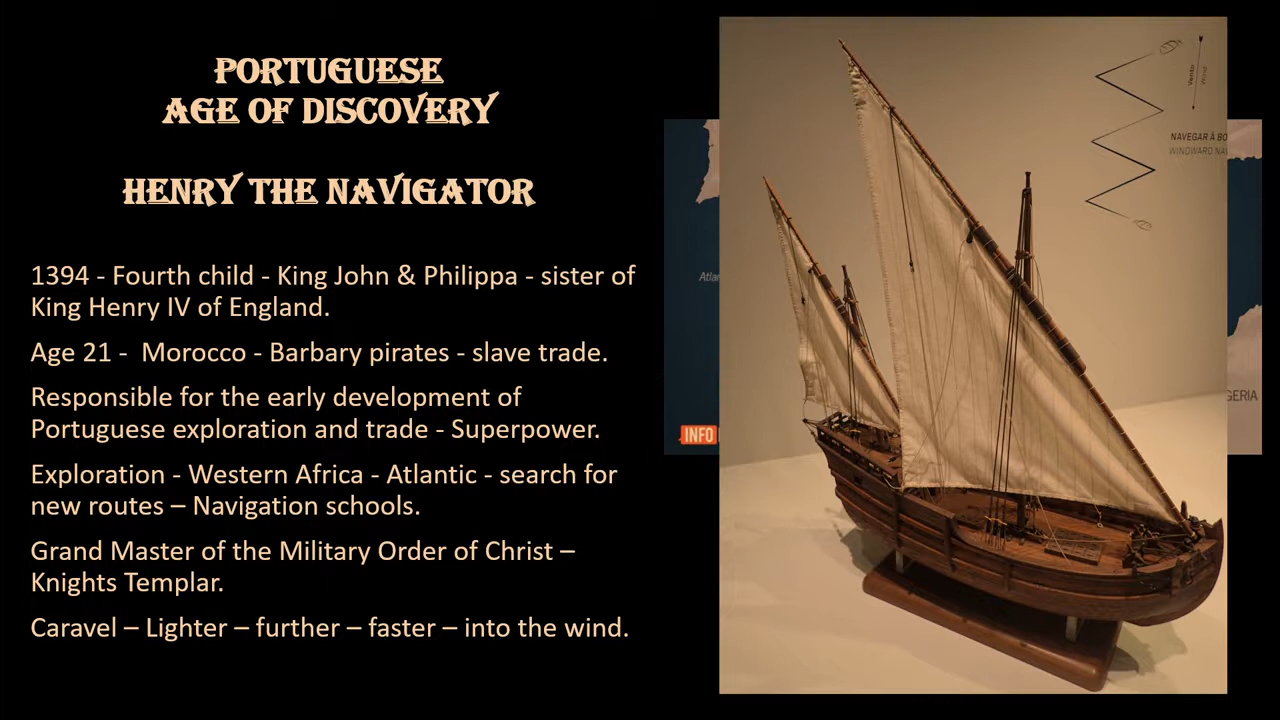 PORTUGUESE
AGE OF DISCOVERY
HENRY THE NAVIGATOR
1394 - Fourth child - King John & Philippa - sister of
King Henry IV of England.
Age 21 -  Morocco - Barbary pirates - slave trade.
Responsible for the early development of
Portuguese exploration and trade - Superpower.
Exploration - Western Africa - Atlantic - search for
new routes – Navigation schools.
Grand Master of the Military Order of Christ –
Knights Templar.
Caravel – Lighter – further – faster – into the wind.
Vento
Wind
NAVEGAR À BO
WINDWARD NA
Atla
GERIA
INFO